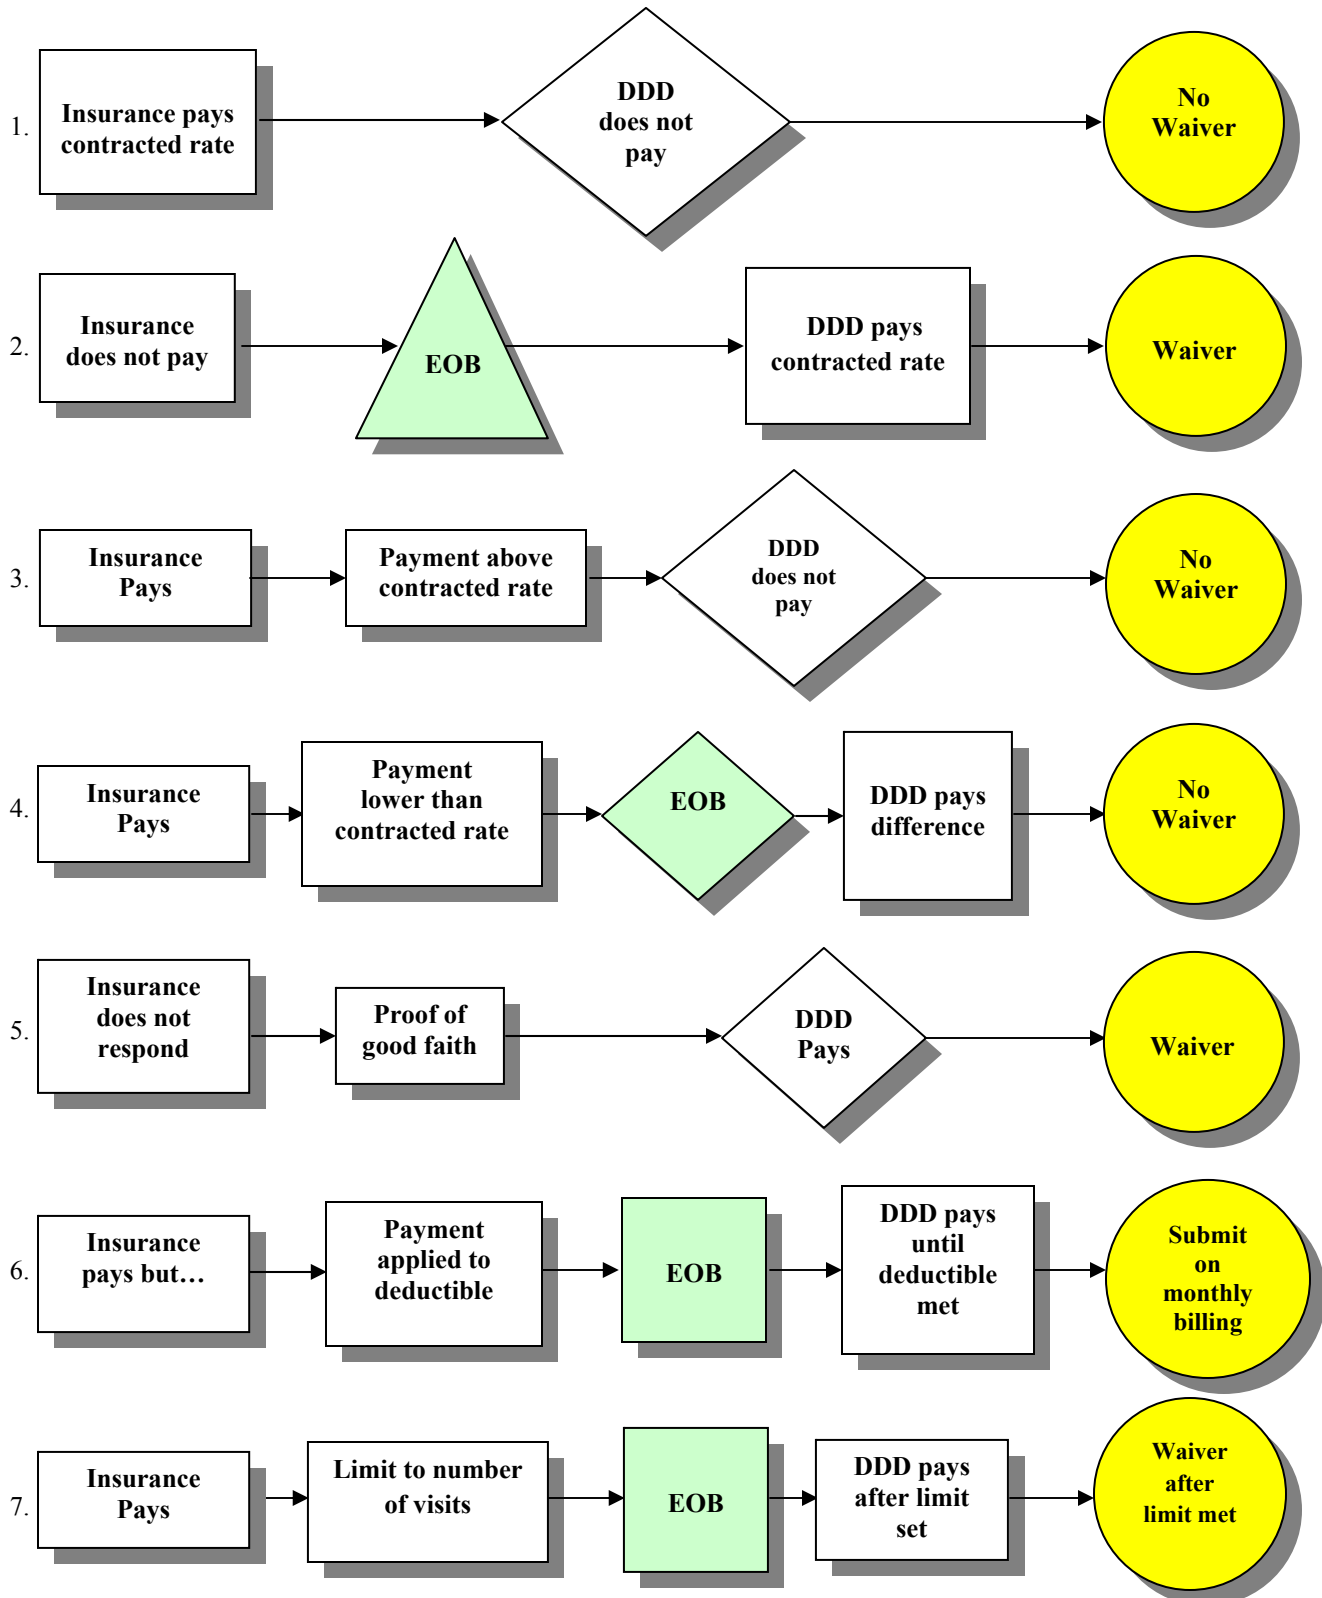 1.
Insurance pays
contracted rate
DDD
does not
pay
No
Waiver
2.
Insurance
does not pay
EOB
DDD pays
contracted rate
Waiver
3.
Insurance
Pays
Payment above
contracted rate
DDD
does not
pay
No
Waiver
4.
Insurance
Pays
Payment
lower than
contracted rate
EOB
DDD pays
difference
No
Waiver
5.
Insurance
does not
respond
Proof of
good faith
DDD
Pays
Waiver
6.
Insurance
pays but…
Payment
applied to
deductible
EOB
DDD pays
until
deductible
met
Submit
on
monthly
billing
7.
Insurance
Pays
Limit to number
of visits
EOB
DDD pays
after limit
set
Waiver
after
limit met